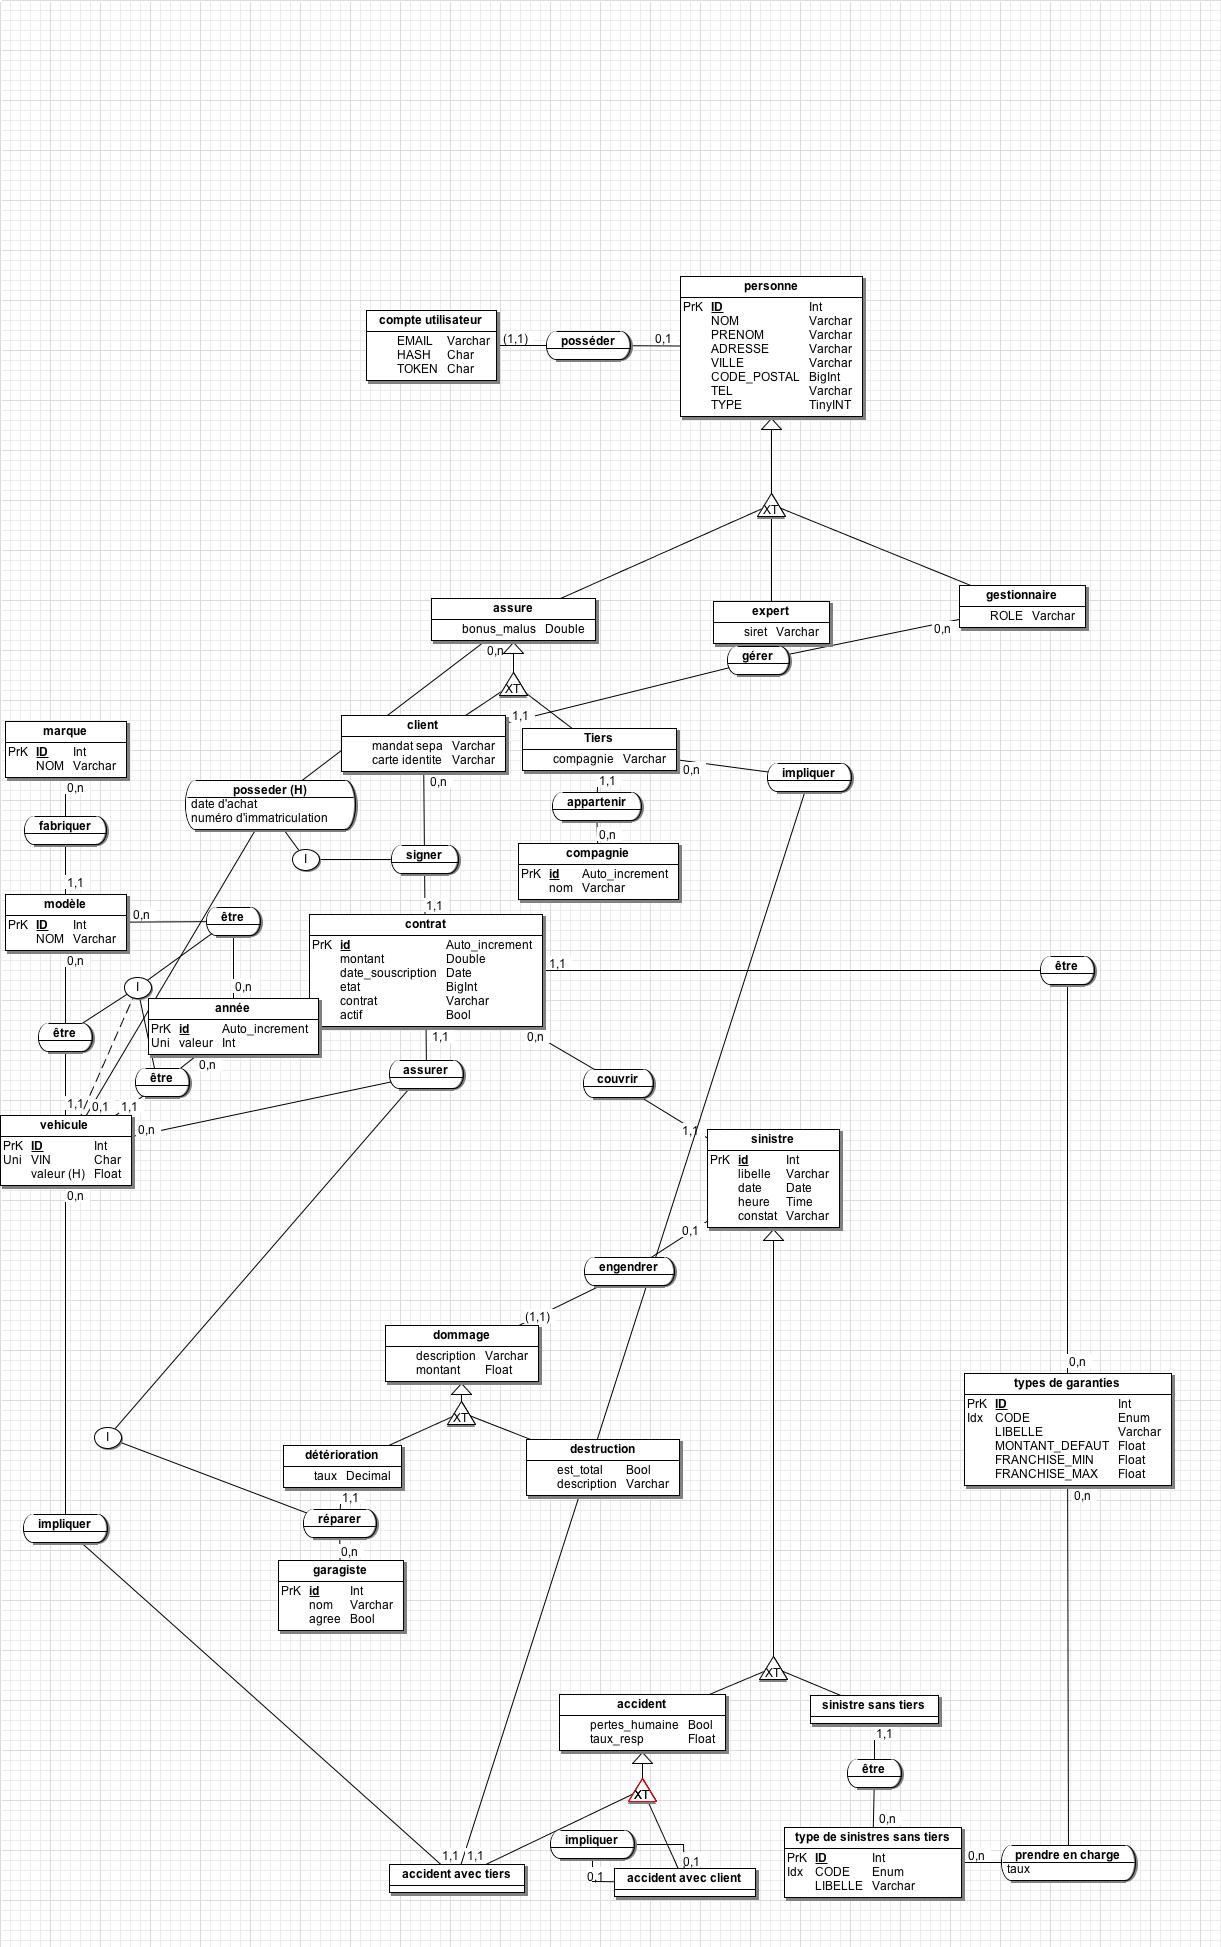 personne
PrK ID Int
NOM Varchar
PRENOM Varchar
ADRESSE Varchar
VILLE Varchar
CODE_POSTAL BigInt
TEL Varchar
TYPE TinyINT
compte utilisateur
EMAIL Varchar
HASH Char
TOKEN Char
(1,1)
posséder
0,1
XT
assure
bonus_malus Double
expert
siret Varchar
gestionnaire
ROLE Varchar
0,n
gérer
0,n
XT
1,1
client
mandat sepa Varchar
carte identite Varchar
Tiers
compagnie Varchar
0,n
impliquer
marque
PrK ID Int
NOM Varchar
0,n
fabriquer
1,1
posseder (H)
date d'achat
numéro d'immatriculation
0,n
1,1
appartenir
0,n
compagnie
PrK id Auto_increment
nom Varchar
I
signer
1,1
modèle
PrK ID Int
NOM Varchar
0,n
être
0,n
contrat
PrK id Auto_increment
montant Double
date_souscription Date
etat BigInt
contrat Varchar
actif Bool
1,1
être
0,n
I
être
année
PrK id Auto_increment
Uni valeur Int
0,n
être
1,1
0,n
assurer
couvrir
1,1
1,1
0,1
1,1
vehicule
PrK ID Int
Uni VIN Char
valeur (H) Float
0,n
0,n
sinistre
PrK id Int
libelle Varchar
date Date
heure Time
constat Varchar
0,1
engendrer
(1,1)
dommage
description Varchar
montant Float
XT
0,n
types de garanties
PrK ID Int
Idx CODE Enum
LIBELLE Varchar
MONTANT_DEFAUT Float
FRANCHISE_MIN Float
FRANCHISE_MAX Float
0,n
I
détérioration
taux Decimal
destruction
est_total Bool
description Varchar
1,1
réparer
0,n
impliquer
garagiste
PrK id Int
nom Varchar
agree Bool
XT
accident
pertes_humaine Bool
taux_resp Float
sinistre sans tiers
1,1
être
0,n
XT
impliquer
0,1
0,1
1,1
1,1
accident avec tiers
accident avec client
type de sinistres sans tiers
PrK ID Int
Idx CODE Enum
LIBELLE Varchar
0,n
prendre en charge
taux